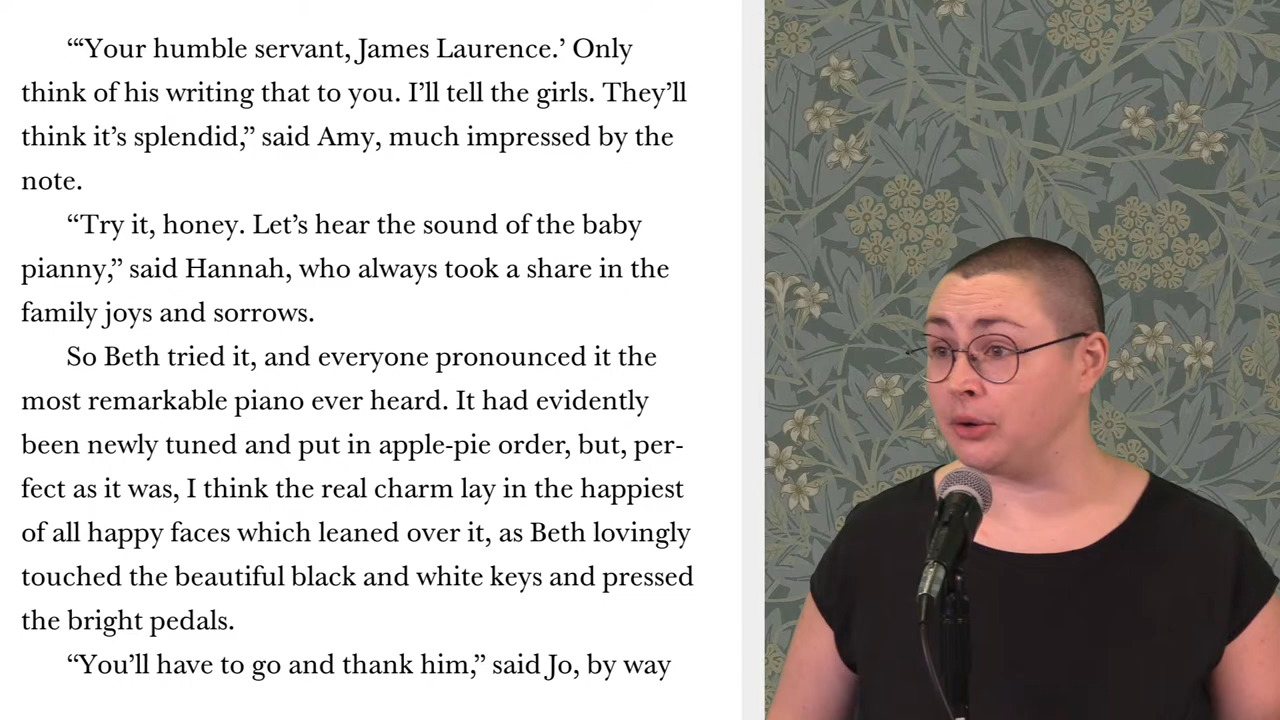 “‘Your humble servant, James Laurence.’ Only
think of his writing that to you. I’ll tell the girls. They’ll
think it’s splendid,” said Amy, much impressed by the
note.
“Try it, honey. Let’s hear the sound of the baby
pianny,” said Hannah, who always took a share in the
family joys and sorrows.
So Beth tried it, and everyone pronounced it the
most remarkable piano ever heard. It had evidently
been newly tuned and put in apple-pie order, but, per-
fect as it was, I think the real charm lay in the happiest
of all happy faces which leaned over it, as Beth lovingly
touched the beautiful black and white keys and pressed
the bright pedals.
“You’ll have to go and thank him,” said Jo, by way